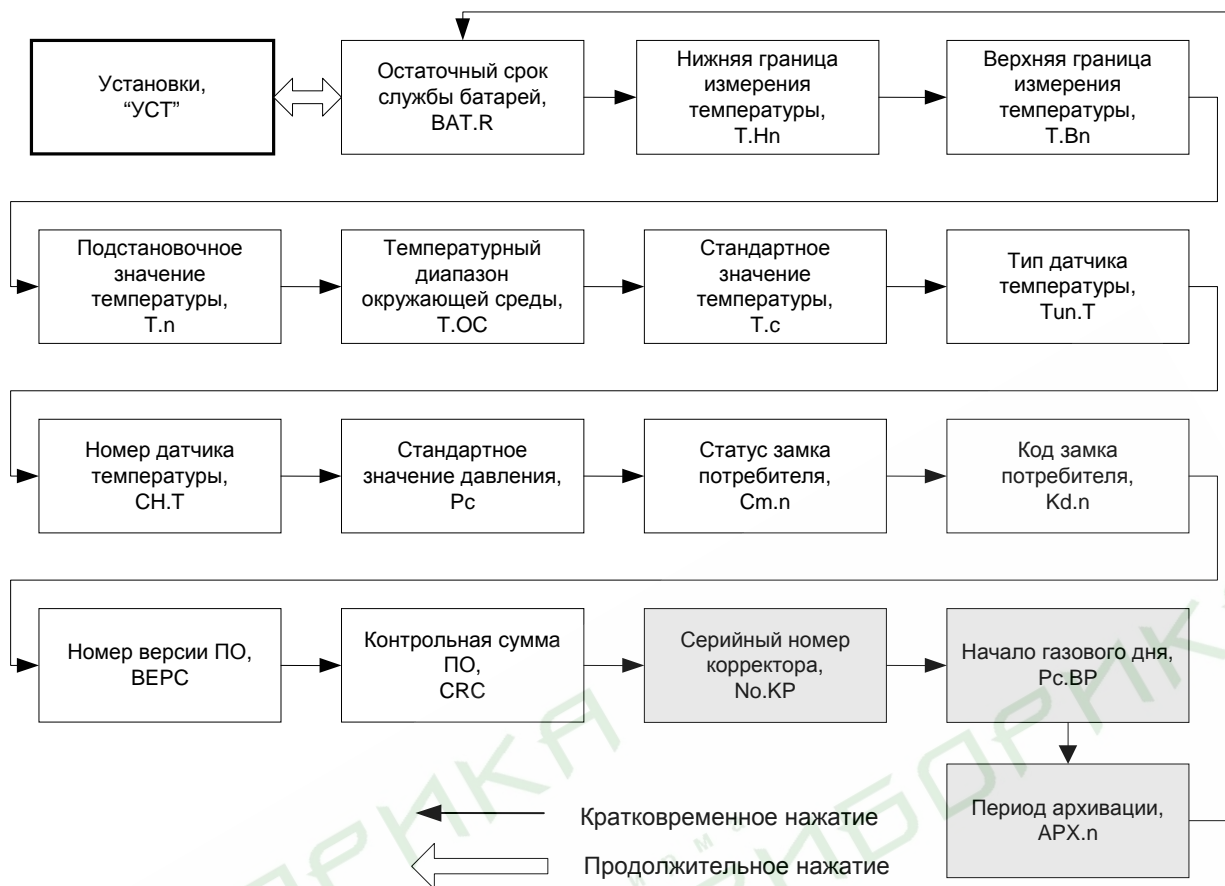 Установки,
“УСТ”
Остаточный срок
службы батарей,
BAT.R
Нижняя граница
измерения
температуры,
T.Hn
Верхняя граница
измерения
температуры,
T.Bn
Подстановочное
значение
температуры,
T.n
Температурный
диапазон
окружающей среды,
T.OC
Стандартное
значение
температуры,
T.c
Тип датчика
температуры,
Tun.T
Номер датчика
температуры,
CH.T
Стандартное
значение давления,
Pc
Статус замка
потребителя,
Cm.n
Код замка
потребителя,
Kd.n
Номер версии ПО,
ВЕРС
Контрольная сумма
ПО,
CRC
Серийный номер
корректора,
No.KP
Начало газового дня,
Pc.BP
Период архивации,
APX.n
Кратковременное нажатие
Продолжительное нажатие